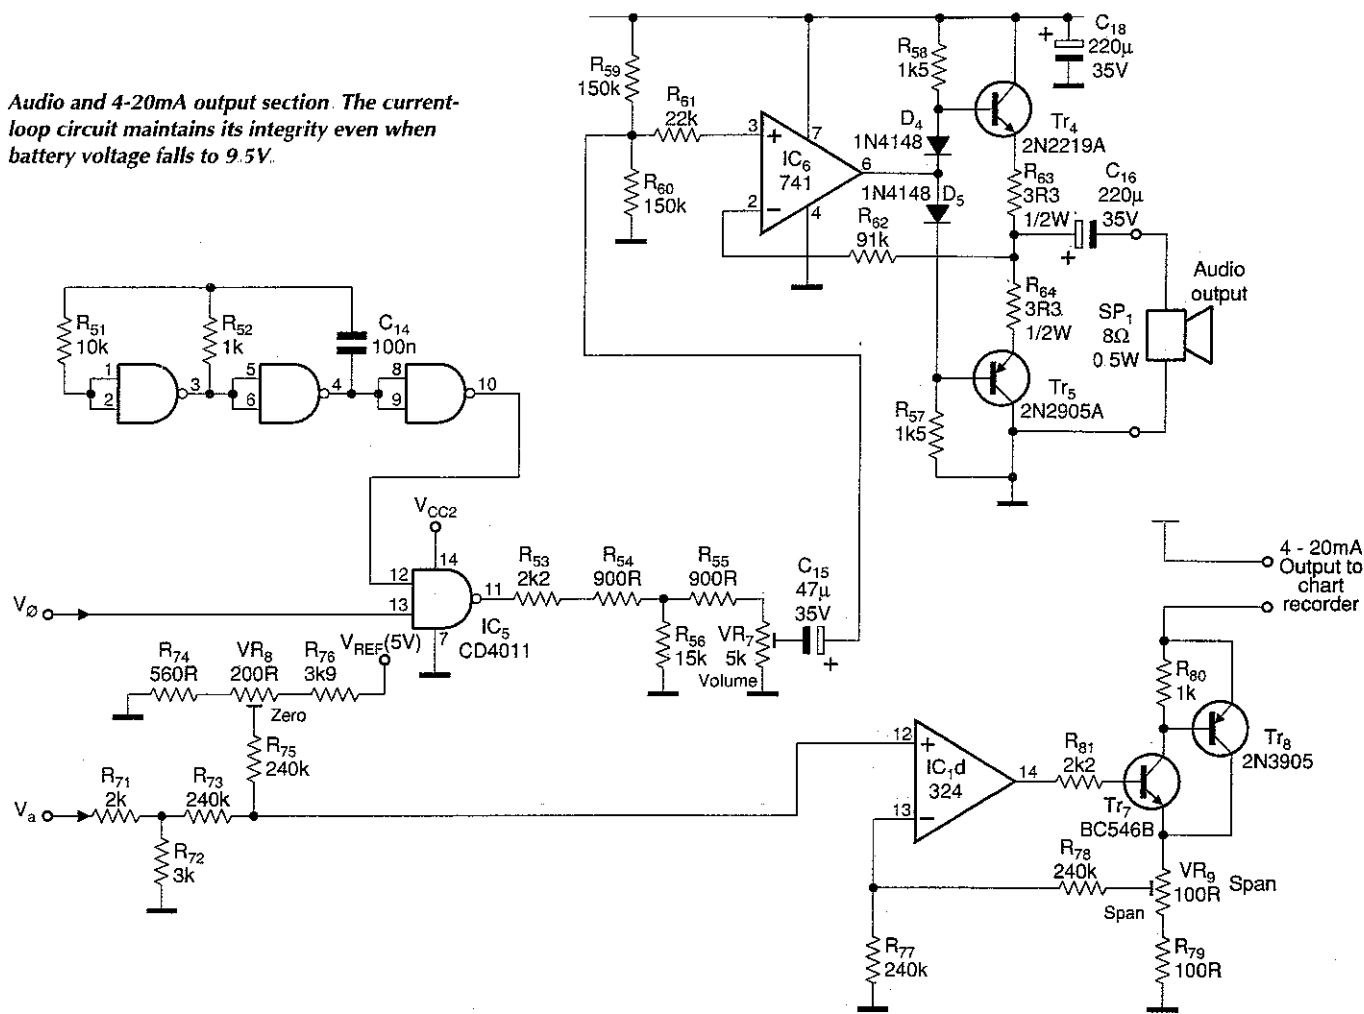 Audio and 4-20mA output section. The current-
loop circuit maintains its integrity even when
battery voltage falls to 9.5V.
R59
150k
R61
22k
R60
150k
3
+
2
−
7
4
6
IC6
741
R58
1k5
D4
1N4148
1N4148 D5
R62
91k
C18
+
220µ
35V
Tr4
2N2219A
R63
3R3
1/2W
C16
220µ
35V
+
R64
3R3
1/2W
Audio
output
SP1
8Ω
0.5W
Tr5
2N2905A
R57
1k5
R51
10k
R52
1k
C14
100n
1
2
3
5
6
4
8
9
10
VCC2
14
12
13
11
7
IC5
CD4011
VØ
R53
2k2
R54
900R
R55
900R
R56
15k
VR7
5k
Volume
C15
47µ
35V
+
VREF(5V)
R74
560R
VR8
200R
R76
3k9
Zero
R75
240k
Va
R71
2k
R73
240k
R72
3k
12
+
13
−
IC1d
324
14
R81
2k2
Tr7
BC546B
R80
1k
Tr8
2N3905
4 - 20mA
Output to
chart
recorder
R78
240k
VR9
100R
Span
Span
R77
240k
R79
100R